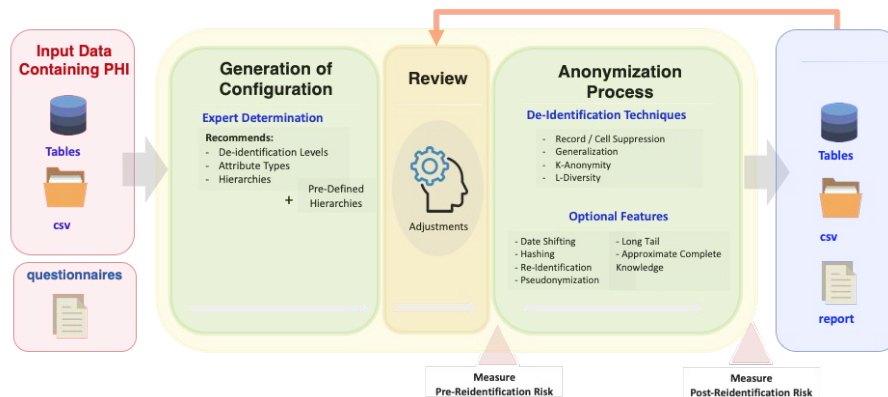 Input Data
Containing PHI
Tables
csv
questionnaires
Generation of
Configuration
Expert Determination
Recommends:
- De-identification Levels
- Attribute Types
- Hierarchies
+ Pre-Defined
Hierarchies
Review
Adjustments
Anonymization
Process
De-Identification Techniques
- Record / Cell Suppression
- Generalization
- K-Anonymity
- L-Diversity
Optional Features
- Date Shifting
- Hashing
- Re-Identification
- Pseudonymization
- Long Tail
- Approximate Complete
Knowledge
Tables
csv
report
Measure
Pre-Reidentification Risk
Measure
Post-Reidentification Risk